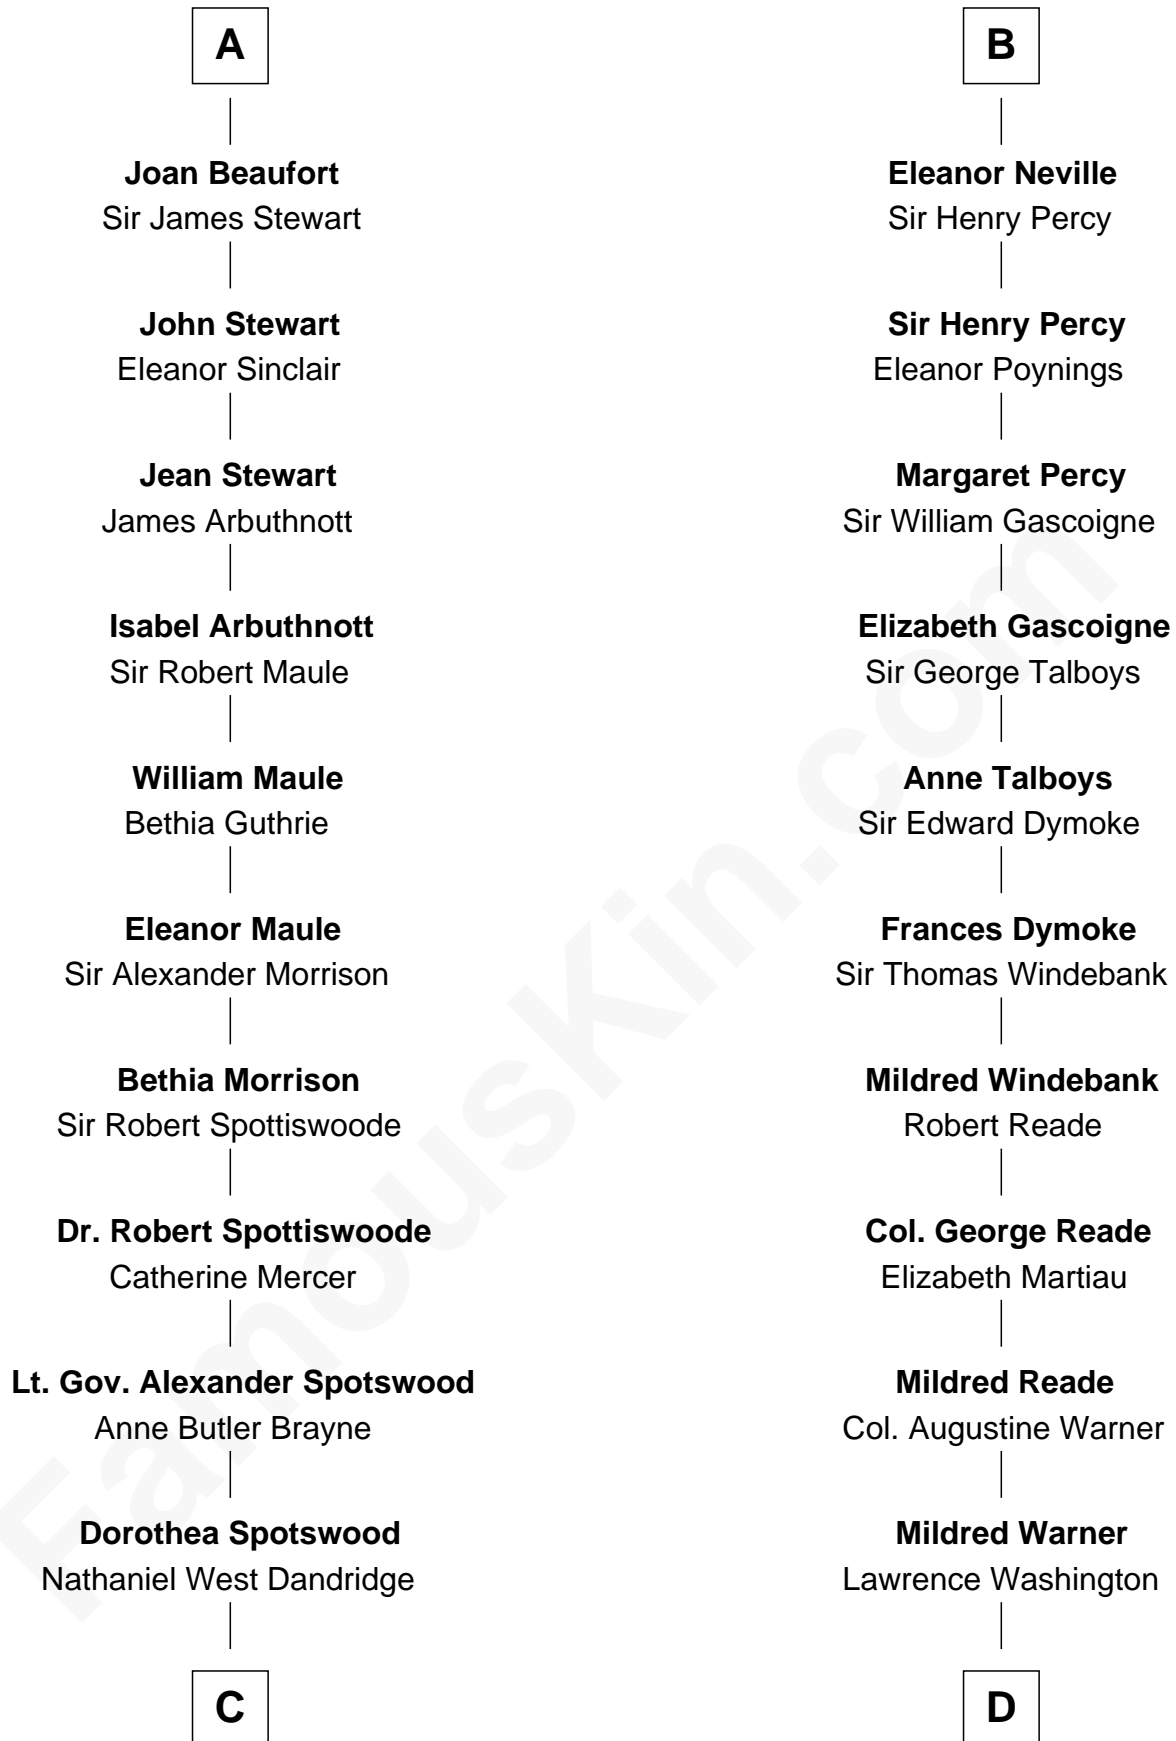 A
Joan Beaufort
Sir James Stewart
John Stewart
Eleanor Sinclair
Jean Stewart
James Arbuthnott
Isabel Arbuthnott
Sir Robert Maule
William Maule
Bethia Guthrie
Eleanor Maule
Sir Alexander Morrison
Bethia Morrison
Sir Robert Spottiswoode
Dr. Robert Spottiswoode
Catherine Mercer
Lt. Gov. Alexander Spotswood
Anne Butler Brayne
Dorothea Spotswood
Nathaniel West Dandridge
C
B
Eleanor Neville
Sir Henry Percy
Sir Henry Percy
Eleanor Poynings
Margaret Percy
Sir William Gascoigne
Elizabeth Gascoigne
Sir George Talboys
Anne Talboys
Sir Edward Dymoke
Frances Dymoke
Sir Thomas Windebank
Mildred Windebank
Robert Reade
Col. George Reade
Elizabeth Martiau
Mildred Reade
Col. Augustine Warner
Mildred Warner
Lawrence Washington
D
FamousKin.com